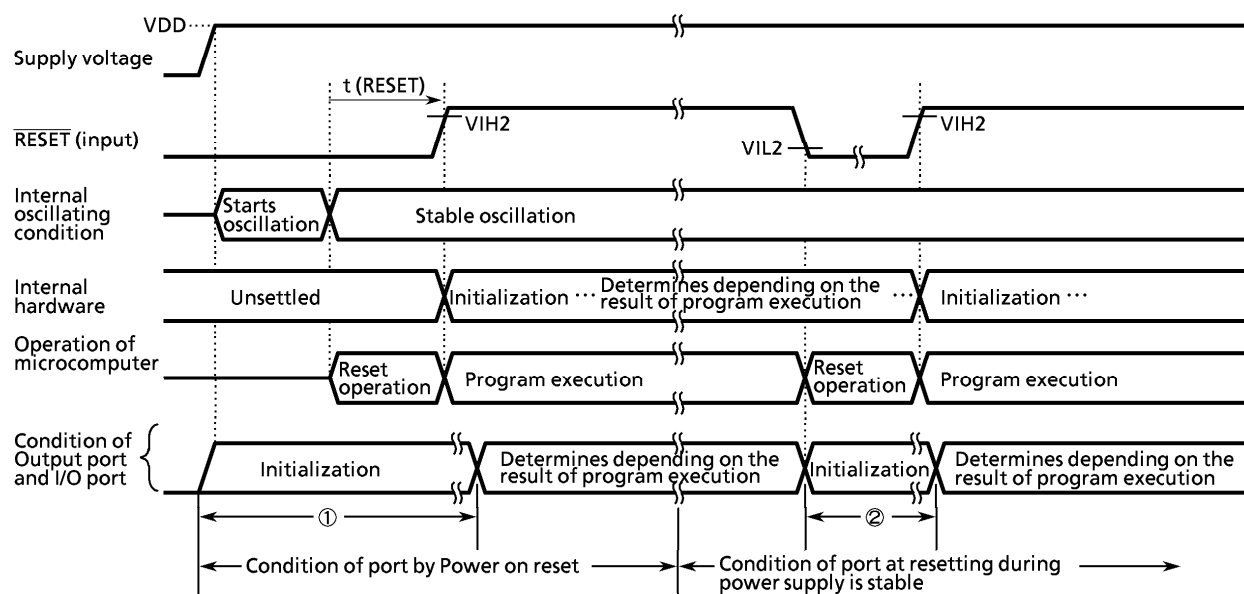 VDD
Supply voltage
t (RESET)
RESET (input)
VIH2
VIL2
VIH2
Internal
oscillating
condition
Starts
oscillation
Stable oscillation
Internal
hardware
Unsettled
Initialization ···
Determines depending on the
result of program execution
···
Initialization ···
Operation of
microcomputer
Reset
operation
Program execution
Reset
operation
Program execution
Condition of
Output port
and I/O port
Initialization
Determines depending on the
result of program execution
Initialization
Determines depending on the
result of program execution
①
②
Condition of port by Power on reset
Condition of port at resetting during
power supply is stable